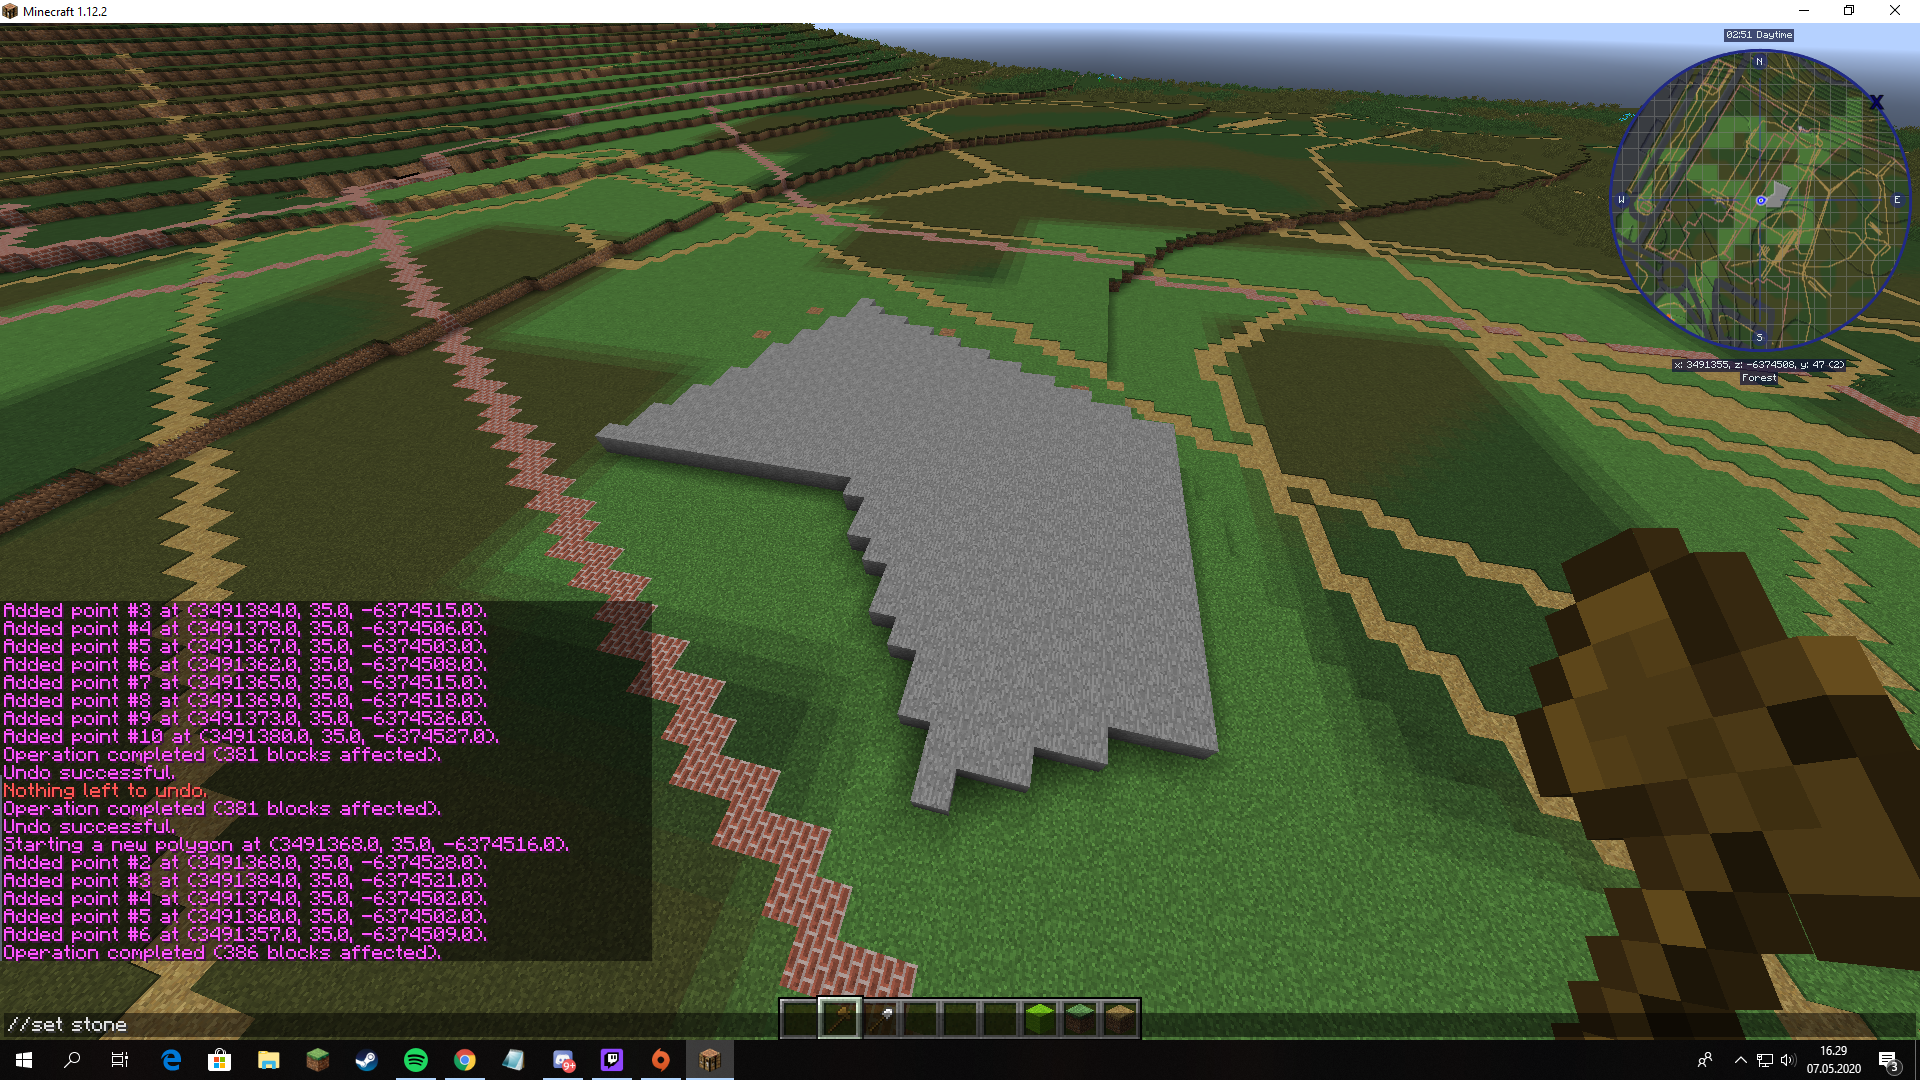 Minecraft 1.12.2
02:51 Daytime
N
X
W
E
S
x: 3491355, z: -6374508, y: 47 (2)
Forest
Added point #3 at (3491384.0, 35.0, -6374515.0).
Added point #4 at (3491378.0, 35.0, -6374506.0).
Added point #5 at (3491367.0, 35.0, -6374503.0).
Added point #6 at (3491362.0, 35.0, -6374508.0).
Added point #7 at (3491365.0, 35.0, -6374515.0).
Added point #8 at (3491369.0, 35.0, -6374518.0).
Added point #9 at (3491373.0, 35.0, -6374526.0).
Added point #10 at (3491380.0, 35.0, -6374527.0).
Operation completed (381 blocks affected).
Undo successful.
Nothing left to undo.
Operation completed (381 blocks affected).
Undo successful.
Starting a new polygon at (3491368.0, 35.0, -6374516.0).
Added point #2 at (3491368.0, 35.0, -6374528.0).
Added point #3 at (3491384.0, 35.0, -6374521.0).
Added point #4 at (3491374.0, 35.0, -6374502.0).
Added point #5 at (3491360.0, 35.0, -6374502.0).
Added point #6 at (3491357.0, 35.0, -6374509.0).
Operation completed (386 blocks affected).
//set stone
9+
16.29
07.05.2020
3